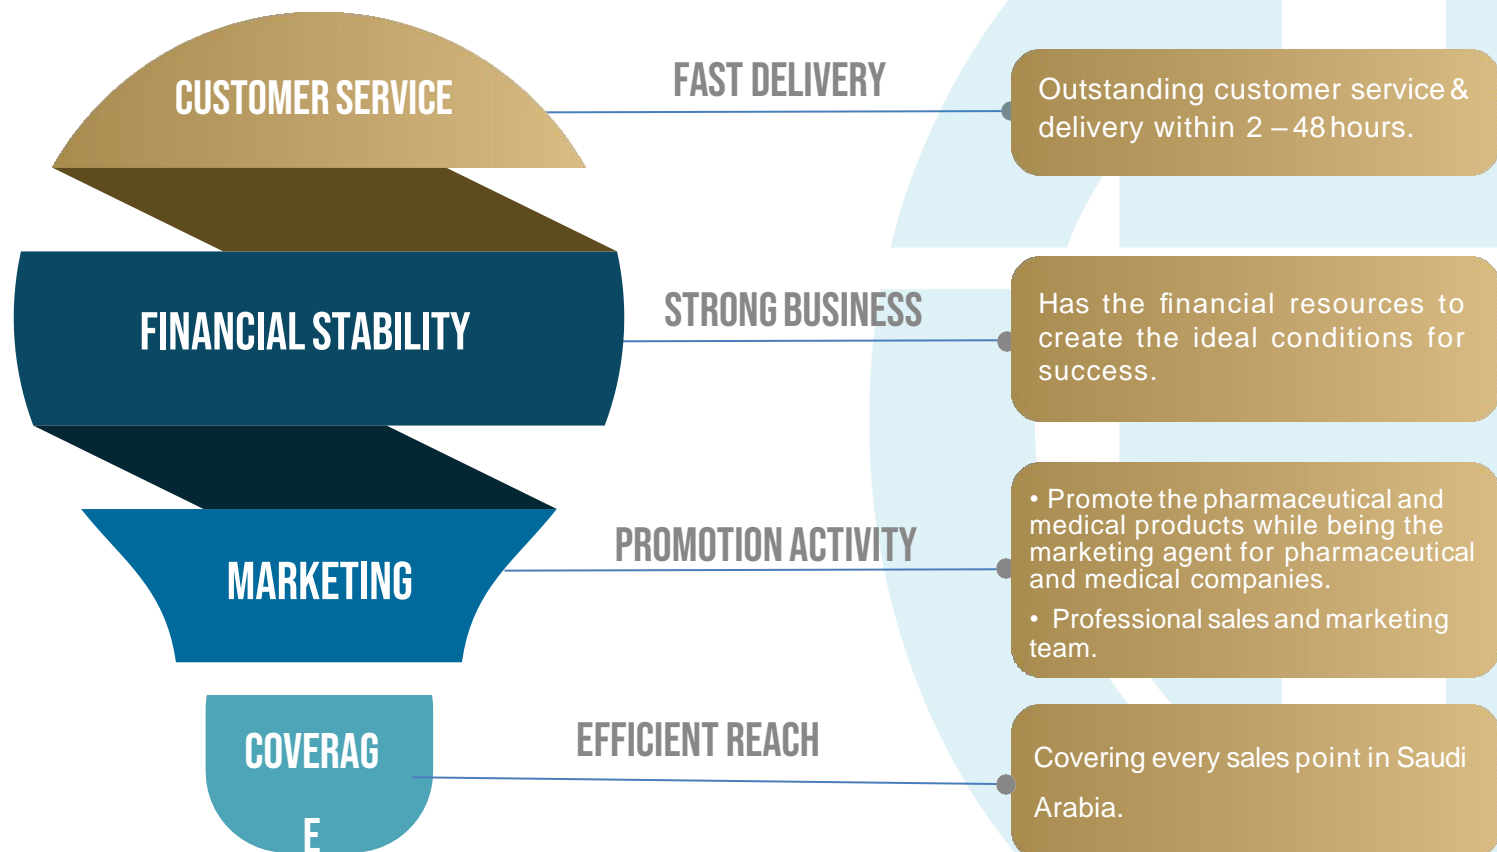 CUSTOMER SERVICE
FAST DELIVERY
Outstanding customer service &
delivery within 2 – 48 hours.
FINANCIAL STABILITY
STRONG BUSINESS
Has the financial resources to
create the ideal conditions for
success.
MARKETING
PROMOTION ACTIVITY
• Promote the pharmaceutical and
medical products while being the
marketing agent for pharmaceutical
and medical companies.
• Professional sales and marketing
team.
COVERAG
E
EFFICIENT REACH
Covering every sales point in Saudi
Arabia.